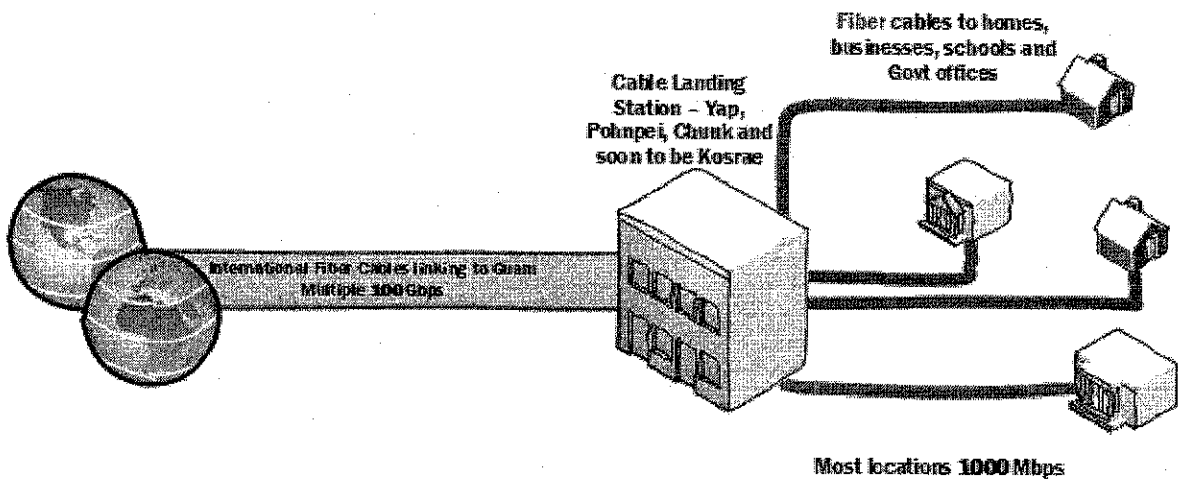 Fiber cables to homes,
businesses, schools and
Govt offices
Cable Landing
Station – Yap,
Pohnpei, Chuuk and
soon to be Kosrae
International Fiber Cables linking to Guam
Multiple 100 Gbps
Most locations 1000 Mbps